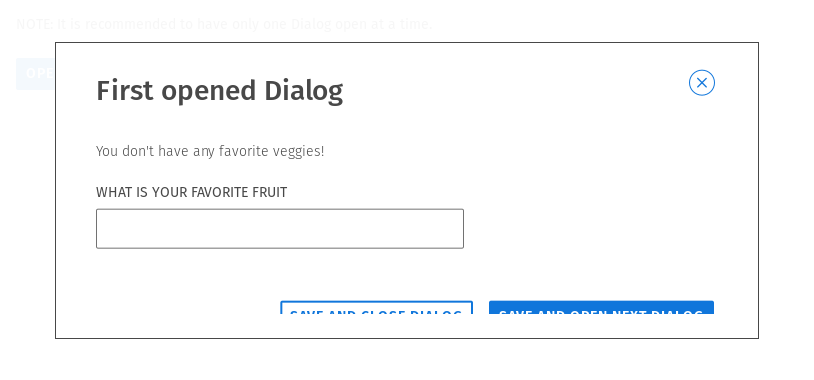 NOTE: It is recommended to have only one Dialog open at a time.
OPE
First opened Dialog
You don't have any favorite veggies!
WHAT IS YOUR FAVORITE FRUIT
SAVE AND CLOSE DIALOG
SAVE AND OPEN NEXT DIALOG